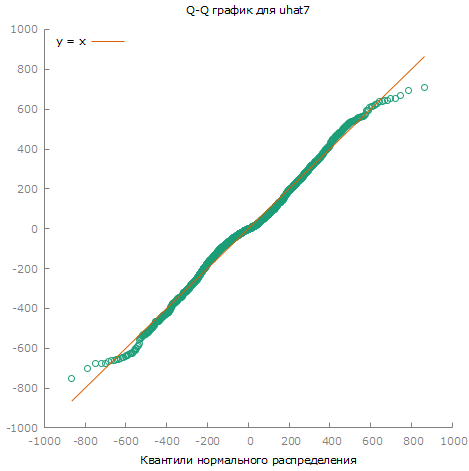 Q-Q график для uhat7
1000
y = x
800
600
400
200
0
-200
-400
-600
-800
-1000
-1000 -800 -600 -400 -200 0 200 400 600 800 1000
Квантили нормального распределения